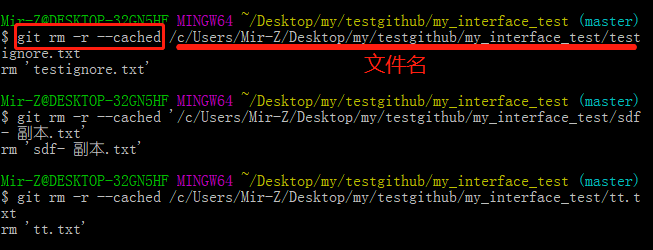 Mir-Z@DESKTOP-32GN5HF MINGW64 ~/Desktop/my/testgithub/my_interface_test (master)
$ git rm -r --cached /c/Users/Mir-Z/Desktop/my/testgithub/my_interface_test/test
ignore.txt
文件名
rm 'testignore.txt'
Mir-Z@DESKTOP-32GN5HF MINGW64 ~/Desktop/my/testgithub/my_interface_test (master)
$ git rm -r --cached '/c/Users/Mir-Z/Desktop/my/testgithub/my_interface_test/sdf
- 副本.txt'
rm 'sdf- 副本.txt'
Mir-Z@DESKTOP-32GN5HF MINGW64 ~/Desktop/my/testgithub/my_interface_test (master)
$ git rm -r --cached /c/Users/Mir-Z/Desktop/my/testgithub/my_interface_test/tt.t
xt
rm 'tt.txt'